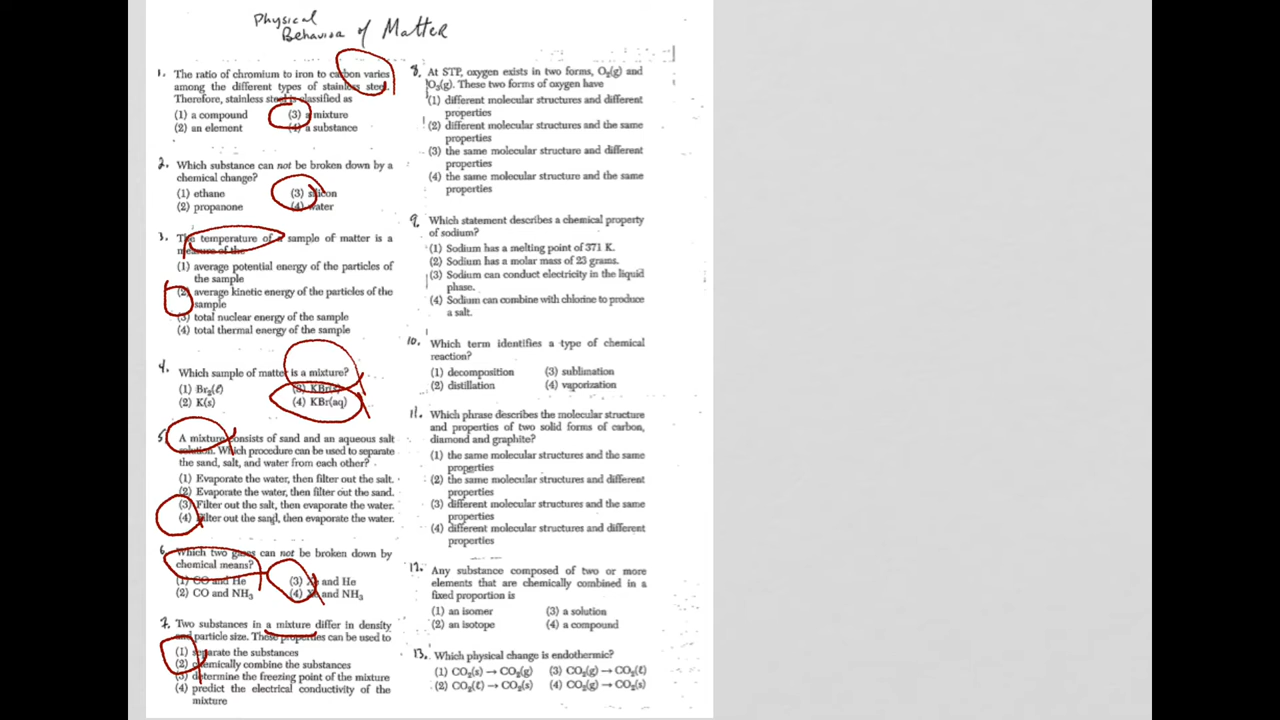 Physical
Behavior of Matter
1. The ratio of chromium to iron to carbon varies
among the different types of stainless steel.
Therefore, stainless steel is classified as
(1) a compound (3) a mixture
(2) an element (4) a substance
2. Which substance can not be broken down by a
chemical change?
(1) ethane (3) silicon
(2) propanone (4) water
3. The temperature of a sample of matter is a
measure of the
(1) average potential energy of the particles of
the sample
(2) average kinetic energy of the particles of the
sample
(3) total nuclear energy of the sample
(4) total thermal energy of the sample
4. Which sample of matter is a mixture?
(1) Br₂(ℓ) (3) KBr(s)
(2) K(s) (4) KBr(aq)
5. A mixture consists of sand and an aqueous salt
solution. Which procedure can be used to separate
the sand, salt, and water from each other?
(1) Evaporate the water, then filter out the salt.
(2) Evaporate the water, then filter out the sand.
(3) Filter out the salt, then evaporate the water.
(4) Filter out the sand, then evaporate the water.
6. Which two gases can not be broken down by
chemical means?
(1) CO and He (3) Xe and He
(2) CO and NH₃ (4) Xe and NH₃
7. Two substances in a mixture differ in density
and particle size. These properties can be used to
(1) separate the substances
(2) chemically combine the substances
(3) determine the freezing point of the mixture
(4) predict the electrical conductivity of the
mixture
8. At STP, oxygen exists in two forms, O₂(g) and
O₃(g). These two forms of oxygen have
(1) different molecular structures and different
properties
(2) different molecular structures and the same
properties
(3) the same molecular structure and different
properties
(4) the same molecular structure and the same
properties
9. Which statement describes a chemical property
of sodium?
(1) Sodium has a melting point of 371 K.
(2) Sodium has a molar mass of 23 grams.
(3) Sodium can conduct electricity in the liquid
phase.
(4) Sodium can combine with chlorine to produce
a salt.
10. Which term identifies a type of chemical
reaction?
(1) decomposition (3) sublimation
(2) distillation (4) vaporization
11. Which phrase describes the molecular structure
and properties of two solid forms of carbon,
diamond and graphite?
(1) the same molecular structures and the same
properties
(2) the same molecular structures and different
properties
(3) different molecular structures and the same
properties
(4) different molecular structures and different
properties
12. Any substance composed of two or more
elements that are chemically combined in a
fixed proportion is
(1) an isomer (3) a solution
(2) an isotope (4) a compound
13. Which physical change is endothermic?
(1) CO₂(s) → CO₂(g) (3) CO₂(g) → CO₂(ℓ)
(2) CO₂(ℓ) → CO₂(s) (4) CO₂(g) → CO₂(s)